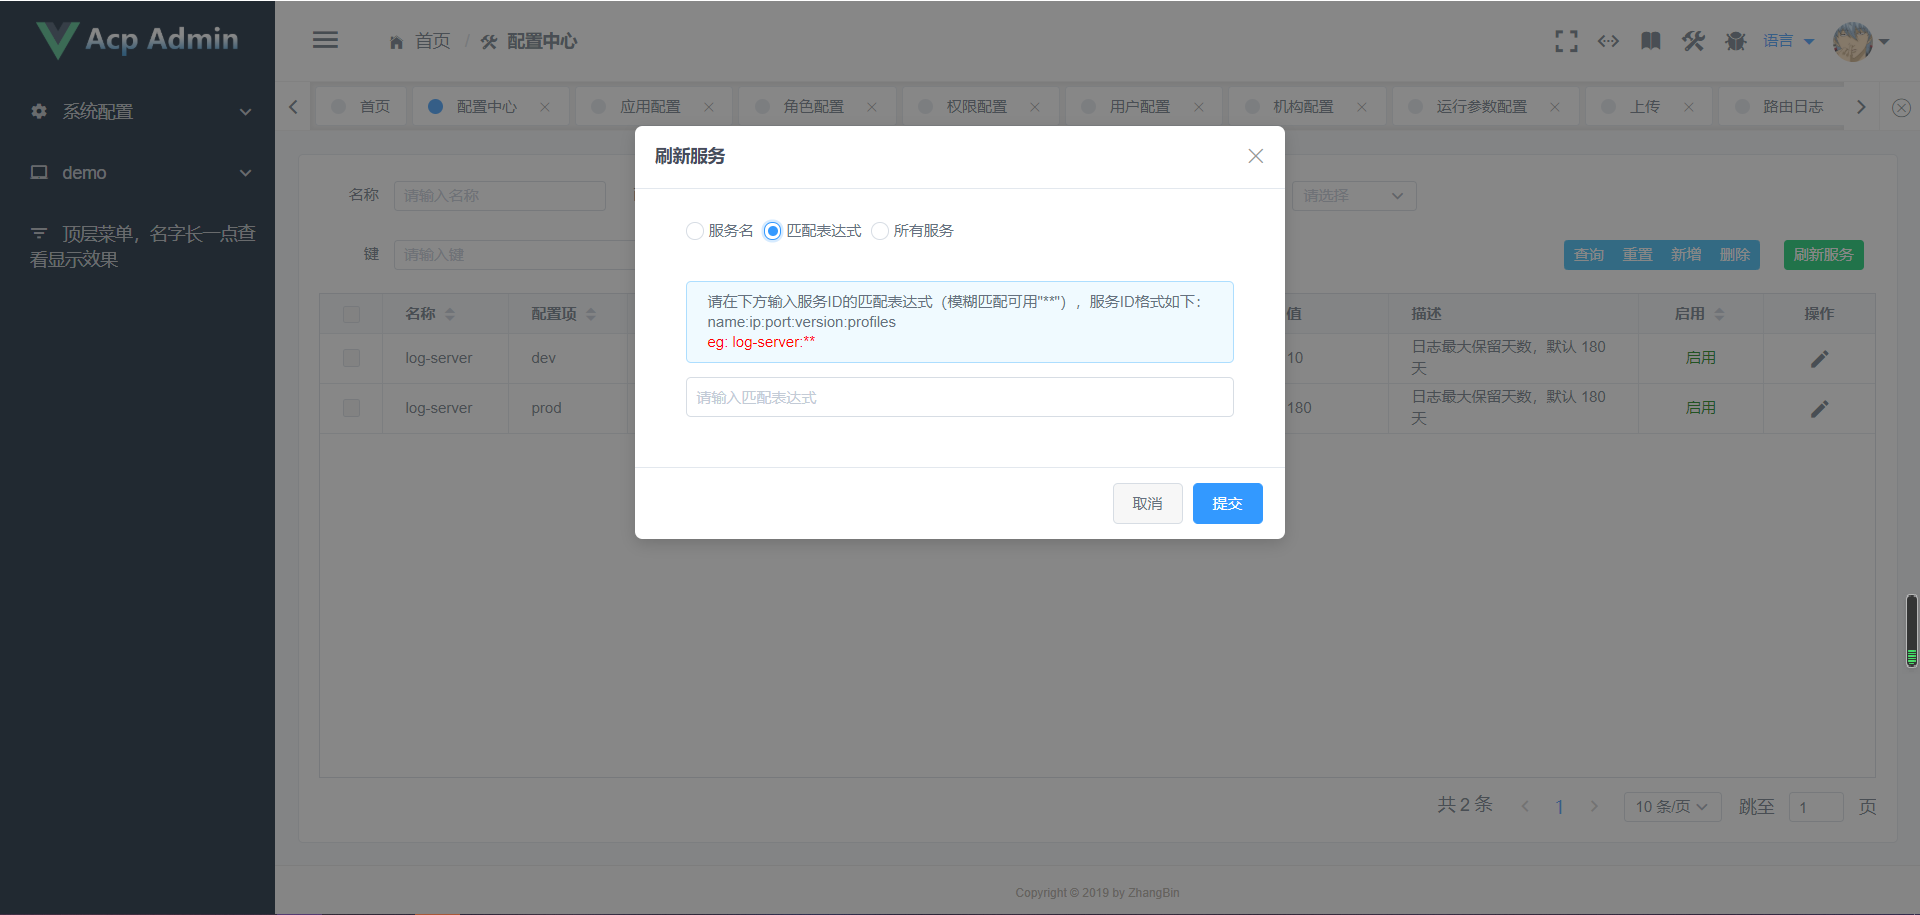 Acp Admin
系统配置
demo
顶层菜单，名字长一点查
看显示效果
首页 / 配置中心
语言
首页 配置中心 应用配置 角色配置 权限配置 用户配置 机构配置 运行参数配置 上传 路由日志
刷新服务
名称 请输入名称 请选择
服务名 匹配表达式 所有服务
键 请输入键
查询 重置 新增 删除 刷新服务
请在下方输入服务ID的匹配表达式（模糊匹配可用"**"），服务ID格式如下：
name:ip:port:version:profiles
eg: log-server:**
请输入匹配表达式
取消 提交
名称 配置项 值 描述 启用 操作
log-server dev 10 日志最大保留天数，默认 180
天 启用
log-server prod 180 日志最大保留天数，默认 180
天 启用
共 2 条 1 10 条/页 跳至 1 页
Copyright © 2019 by ZhangBin